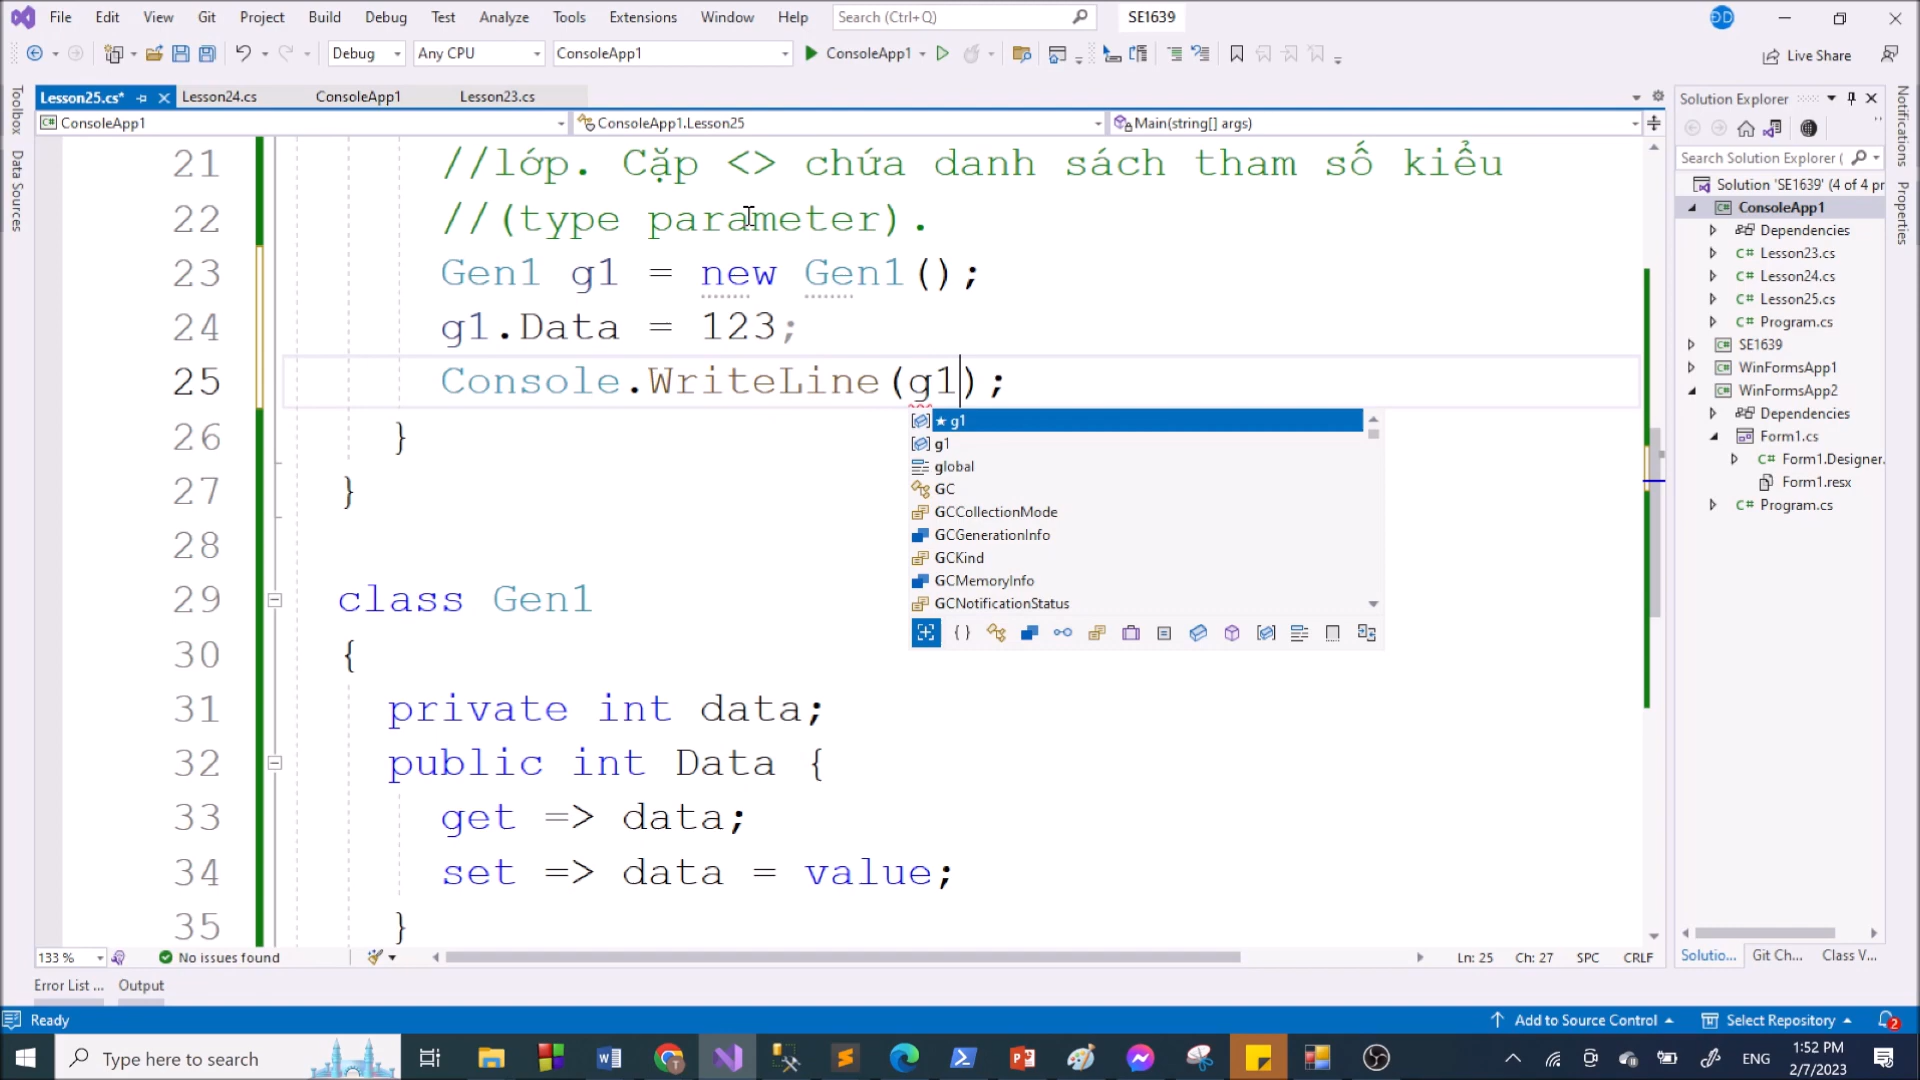 File Edit View Git Project Build Debug Test Analyze Tools Extensions Window Help Search (Ctrl+Q) SE1639 ĐD
Debug Any CPU ConsoleApp1 ConsoleApp1 Live Share
Lesson25.cs* Lesson24.cs ConsoleApp1 Lesson23.cs
ConsoleApp1 ConsoleApp1.Lesson25 Main(string[] args)
Toolbox
Data Sources
21 //lớp. Cặp <> chứa danh sách tham số kiểu
22 //(type parameter).
23 Gen1 g1 = new Gen1();
24 g1.Data = 123;
25 Console.WriteLine(g1);
26 }
27 }
28
29 class Gen1
30 {
31 private int data;
32 public int Data {
33 get => data;
34 set => data = value;
35 }
★ g1
g1
global
GC
GCCollectionMode
GCGenerationInfo
GCKind
GCMemoryInfo
GCNotificationStatus
Solution Explorer
Search Solution Explorer (
Solution 'SE1639' (4 of 4 pr
ConsoleApp1
Dependencies
C# Lesson23.cs
C# Lesson24.cs
C# Lesson25.cs
C# Program.cs
SE1639
WinFormsApp1
WinFormsApp2
Dependencies
Form1.cs
C# Form1.Designer.
Form1.resx
C# Program.cs
Solutio... Git Ch... Class V...
Notifications
Properties
133 % No issues found Ln: 25 Ch: 27 SPC CRLF
Error List ... Output
Ready Add to Source Control Select Repository 2
Type here to search ENG 1:52 PM
2/7/2023